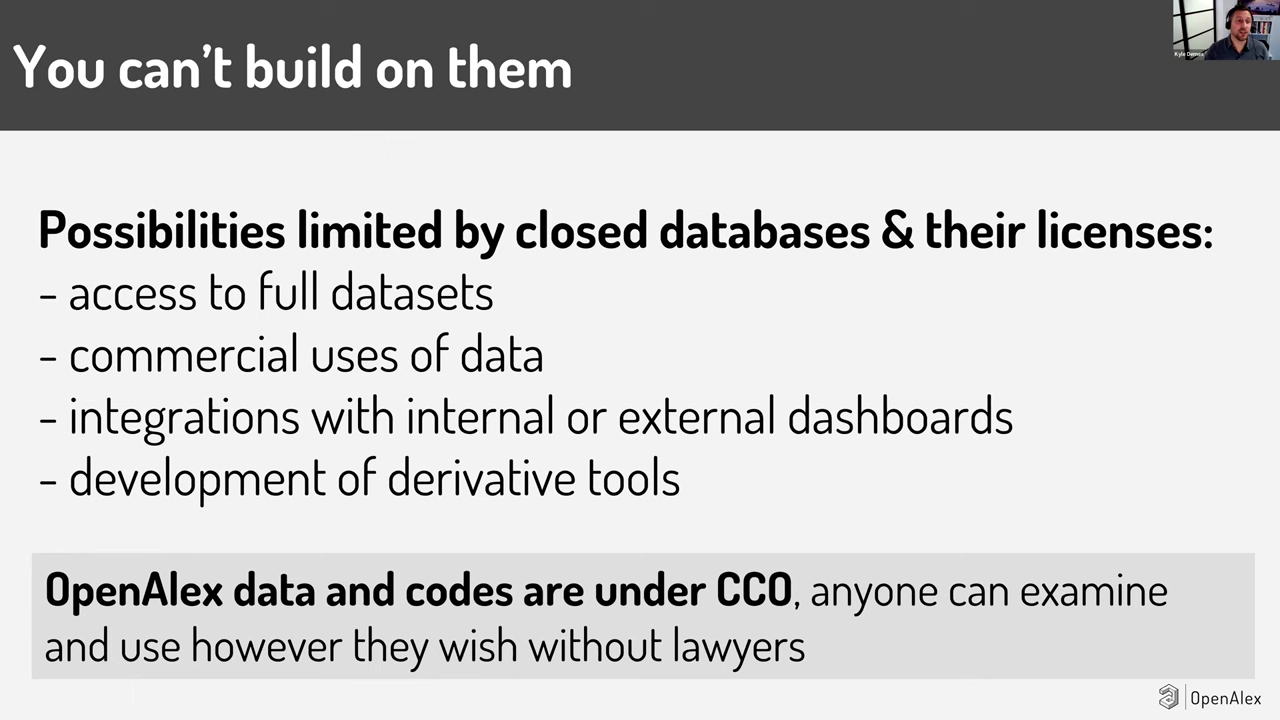 You can't build on them
Possibilities limited by closed databases & their licenses:
- access to full datasets
- commercial uses of data
- integrations with internal or external dashboards
- development of derivative tools
OpenAlex data and codes are under CC0, anyone can examine
and use however they wish without lawyers
OpenAlex